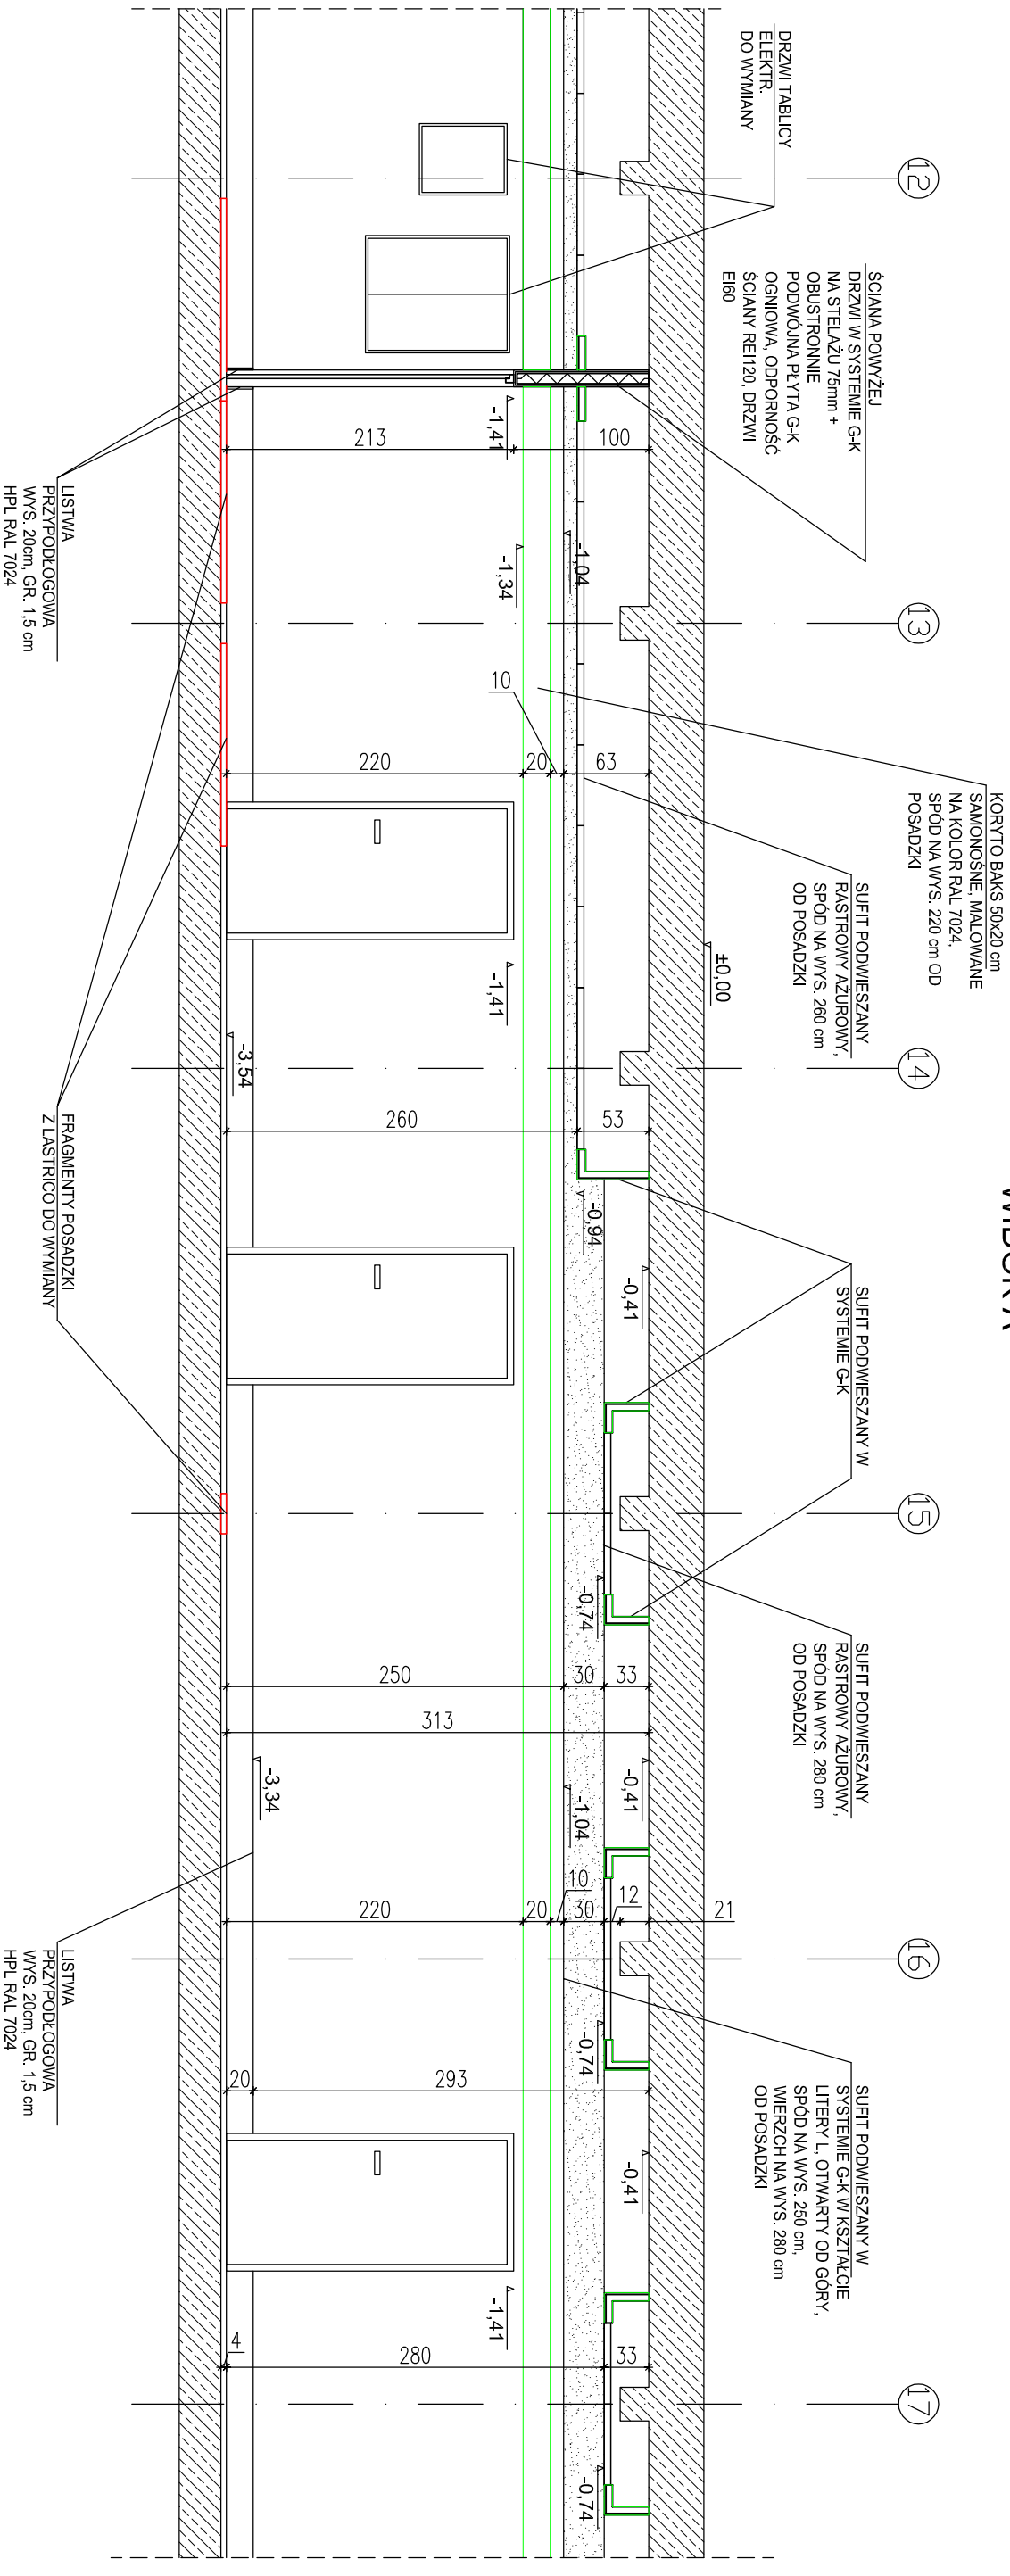 WIDOK A
12
13
14
15
16
17
DRZWI TABLICY
ELEKTR.
DO WYMIANY
ŚCIANA POWYŻEJ
DRZWI W SYSTEMIE G-K
NA STELAŻU 75mm +
OBUSTRONNIE
PODWÓJNA PŁYTA G-K
OGNIOWA, ODPORNOŚĆ
ŚCIANY REI120, DRZWI
EI60
KORYTO BAKS 50x20 cm
SAMONOŚNE, MALOWANE
NA KOLOR RAL 7024,
SPÓD NA WYS. 220 cm OD
POSADZKI
SUFIT PODWIESZANY
RASTROWY AŻUROWY,
SPÓD NA WYS. 260 cm
OD POSADZKI
SUFIT PODWIESZANY W
SYSTEMIE G-K
SUFIT PODWIESZANY
RASTROWY AŻUROWY,
SPÓD NA WYS. 280 cm
OD POSADZKI
SUFIT PODWIESZANY W
SYSTEMIE G-K W KSZTAŁCIE
LITERY L, OTWARTY OD GÓRY,
SPÓD NA WYS. 250 cm,
WIERZCH NA WYS. 280 cm
OD POSADZKI
±0,00
-1,41
213
100
-1,34
-1,04
10
220
20
63
-1,41
-3,54
260
53
-0,94
-0,41
-0,74
250
30
33
313
-3,34
-0,41
-1,04
220
20
10
30
12
21
-0,74
20
293
-0,41
-1,41
4
280
33
-0,74
LISTWA
PRZYPODŁOGOWA
WYS. 20cm, GR. 1,5 cm
HPL RAL 7024
FRAGMENTY POSADZKI
Z LASTRICO DO WYMIANY
LISTWA
PRZYPODŁOGOWA
WYS. 20cm, GR. 1,5 cm
HPL RAL 7024